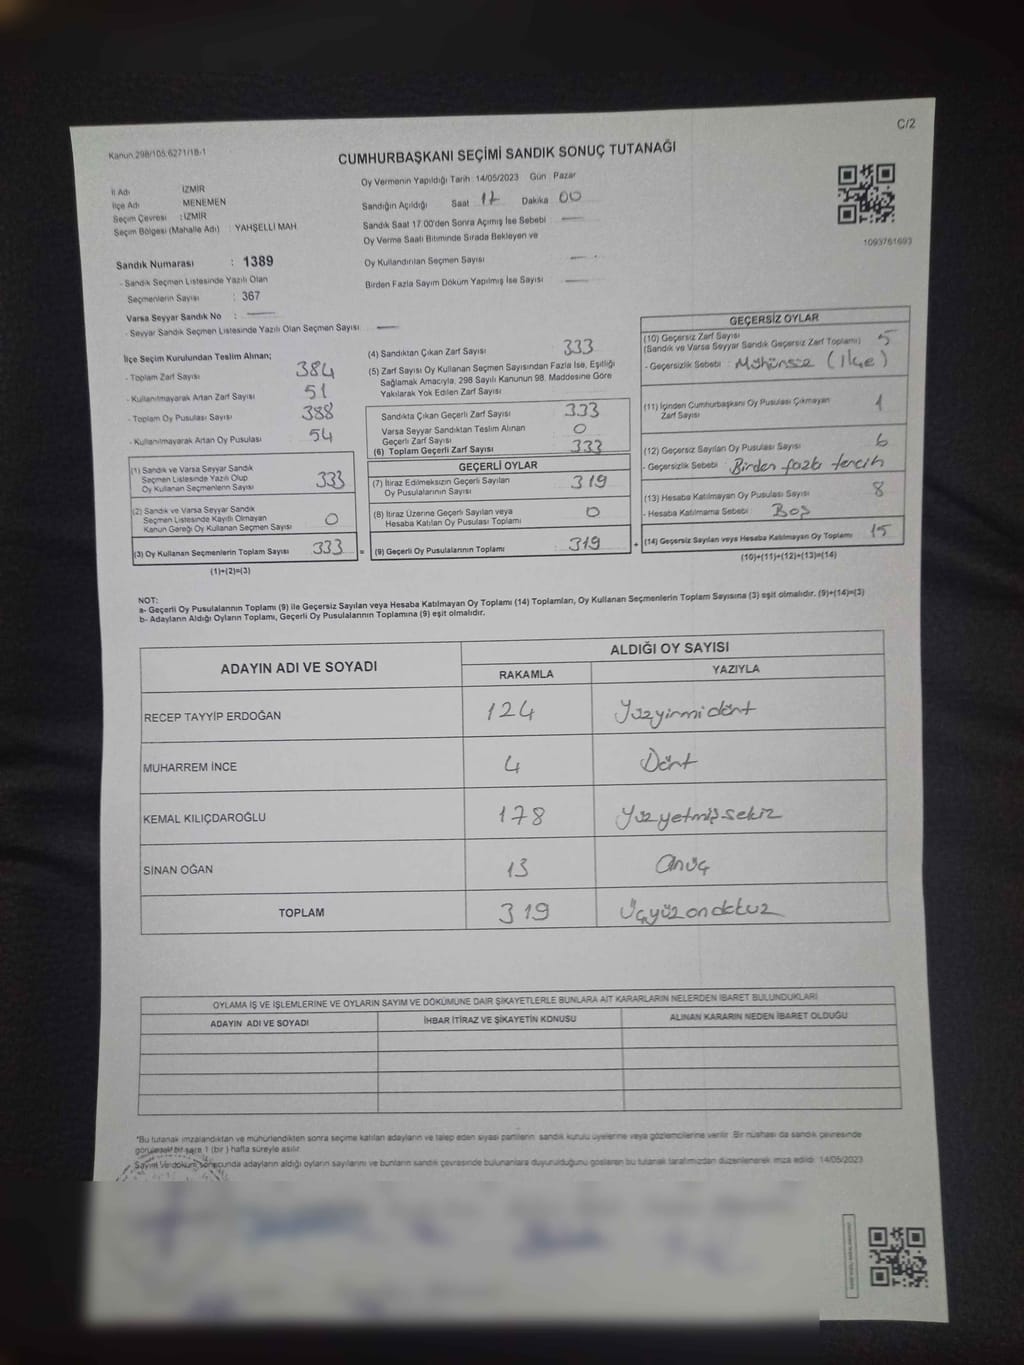 C/2
Kanun 298/105;6271/18-1
CUMHURBAŞKANI SEÇİMİ SANDIK SONUÇ TUTANAĞI
İl Adı İZMİR
İlçe Adı MENEMEN
Seçim Çevresi : İZMİR
Seçim Bölgesi (Mahalle Adı) : YAHŞELLİ MAH
Oy Vermenin Yapıldığı Tarih : 14/05/2023 Gün Pazar
Sandığın Açıldığı Saat 17 Dakika 00
Sandık Saat 17.00'den Sonra Açımış İse Sebebi
Oy Verme Saati Bitiminde Sırada Bekleyen ve
Oy Kullandırılan Seçmen Sayısı
Birden Fazla Sayım Döküm Yapılmış İse Sayısı
1093761693
Sandık Numarası : 1389
- Sandık Seçmen Listesinde Yazılı Olan
Seçmenlerin Sayısı : 367
Varsa Seyyar Sandık No :
- Seyyar Sandık Seçmen Listesinde Yazılı Olan Seçmen Sayısı
İlçe Seçim Kurulundan Teslim Alınan;
- Toplam Zarf Sayısı 384
- Kullanılmayarak Artan Zarf Sayısı 51
- Toplam Oy Pusulası Sayısı 388
- Kullanılmayarak Artan Oy Pusulası 54
(1) Sandık ve Varsa Seyyar Sandık
Seçmen Listesinde Yazılı Olup
Oy Kullanan Seçmenlerin Sayısı 333
(2) Sandık ve Varsa Seyyar Sandık
Seçmen Listesinde Kayıtlı Olmayan
Kanun Gereği Oy Kullanan Seçmen Sayısı 0
(3) Oy Kullanan Seçmenlerin Toplam Sayısı 333 =
(1)+(2)=(3)
(4) Sandıktan Çıkan Zarf Sayısı 333
(5) Zarf Sayısı Oy Kullanan Seçmen Sayısından Fazla İse, Eşitliği
Sağlamak Amacıyla, 298 Sayılı Kanunun 98. Maddesine Göre
Yakılarak Yok Edilen Zarf Sayısı
Sandıkta Çıkan Geçerli Zarf Sayısı 333
Varsa Seyyar Sandıktan Teslim Alınan
Geçerli Zarf Sayısı 0
(6) Toplam Geçerli Zarf Sayısı 333
GEÇERLİ OYLAR
(7) İtiraz Edilmeksizin Geçerli Sayılan
Oy Pusulalarının Sayısı 319
(8) İtiraz Üzerine Geçerli Sayılan veya
Hesaba Katılan Oy Pusulası Toplamı 0
(9) Geçerli Oy Pusulalarının Toplamı 319 +
GEÇERSİZ OYLAR
(10) Geçersiz Zarf Sayısı
(Sandık ve Varsa Seyyar Sandık Geçersiz Zarf Toplamı) 5
- Geçersizlik Sebebi : Mühürsüz (İlçe)
(11) İçinden Cumhurbaşkanı Oy Pusulası Çıkmayan
Zarf Sayısı 1
(12) Geçersiz Sayılan Oy Pusulası Sayısı 6
- Geçersizlik Sebebi : Birden fazla tercih
(13) Hesaba Katılmayan Oy Pusulası Sayısı 8
- Hesaba Katılmama Sebebi : Boş
(14) Geçersiz Sayılan veya Hesaba Katılmayan Oy Toplamı 15
(10)+(11)+(12)+(13)=(14)
NOT:
a- Geçerli Oy Pusulalarının Toplamı (9) ile Geçersiz Sayılan veya Hesaba Katılmayan Oy Toplamı (14) Toplamları, Oy Kullanan Seçmenlerin Toplam Sayısına (3) eşit olmalıdır. (9)+(14)=(3)
b- Adayların Aldığı Oyların Toplamı, Geçerli Oy Pusulalarının Toplamına (9) eşit olmalıdır.
ADAYIN ADI VE SOYADI ALDIĞI OY SAYISI
RAKAMLA YAZIYLA
RECEP TAYYİP ERDOĞAN 124 Yüzyirmidört
MUHARREM İNCE 4 Dört
KEMAL KILIÇDAROĞLU 178 Yüzyetmişsekiz
SİNAN OĞAN 13 Onüç
TOPLAM 319 Üçyüzondokuz
OYLAMA İŞ VE İŞLEMLERİNE VE OYLARIN SAYIM VE DÖKÜMÜNE DAİR ŞİKAYETLERLE BUNLARA AİT KARARLARIN NELERDEN İBARET BULUNDUKLARI
ADAYIN ADI VE SOYADI İHBAR İTİRAZ VE ŞİKAYETİN KONUSU ALINAN KARARIN NEDEN İBARET OLDUĞU
*Bu tutanak imzalandıktan ve mühürlendikten sonra seçime katılan adayların ve talep eden siyasi partilerin sandık kurulu üyelerine veya gözlemcilerine verilir. Bir nüshası da sandık çevresinde
görülecek bir yere 1 (bir) hafta süreyle asılır.
Sayım ve döküm sonucunda adayların aldığı oyların sayılarını ve bunların sandık çevresinde bulunanlara duyurulduğunu gösteren bu tutanak tarafımızdan düzenlenerek imza edildi. 14/05/2023